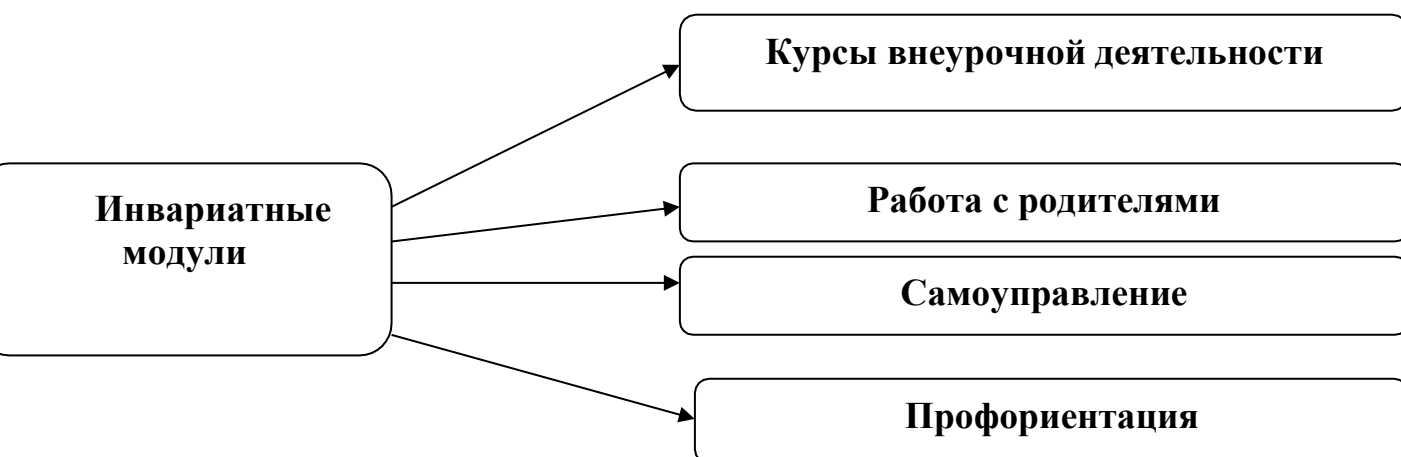 Курсы внеурочной деятельности
Инвариатные
модули
Работа с родителями
Самоуправление
Профориентация